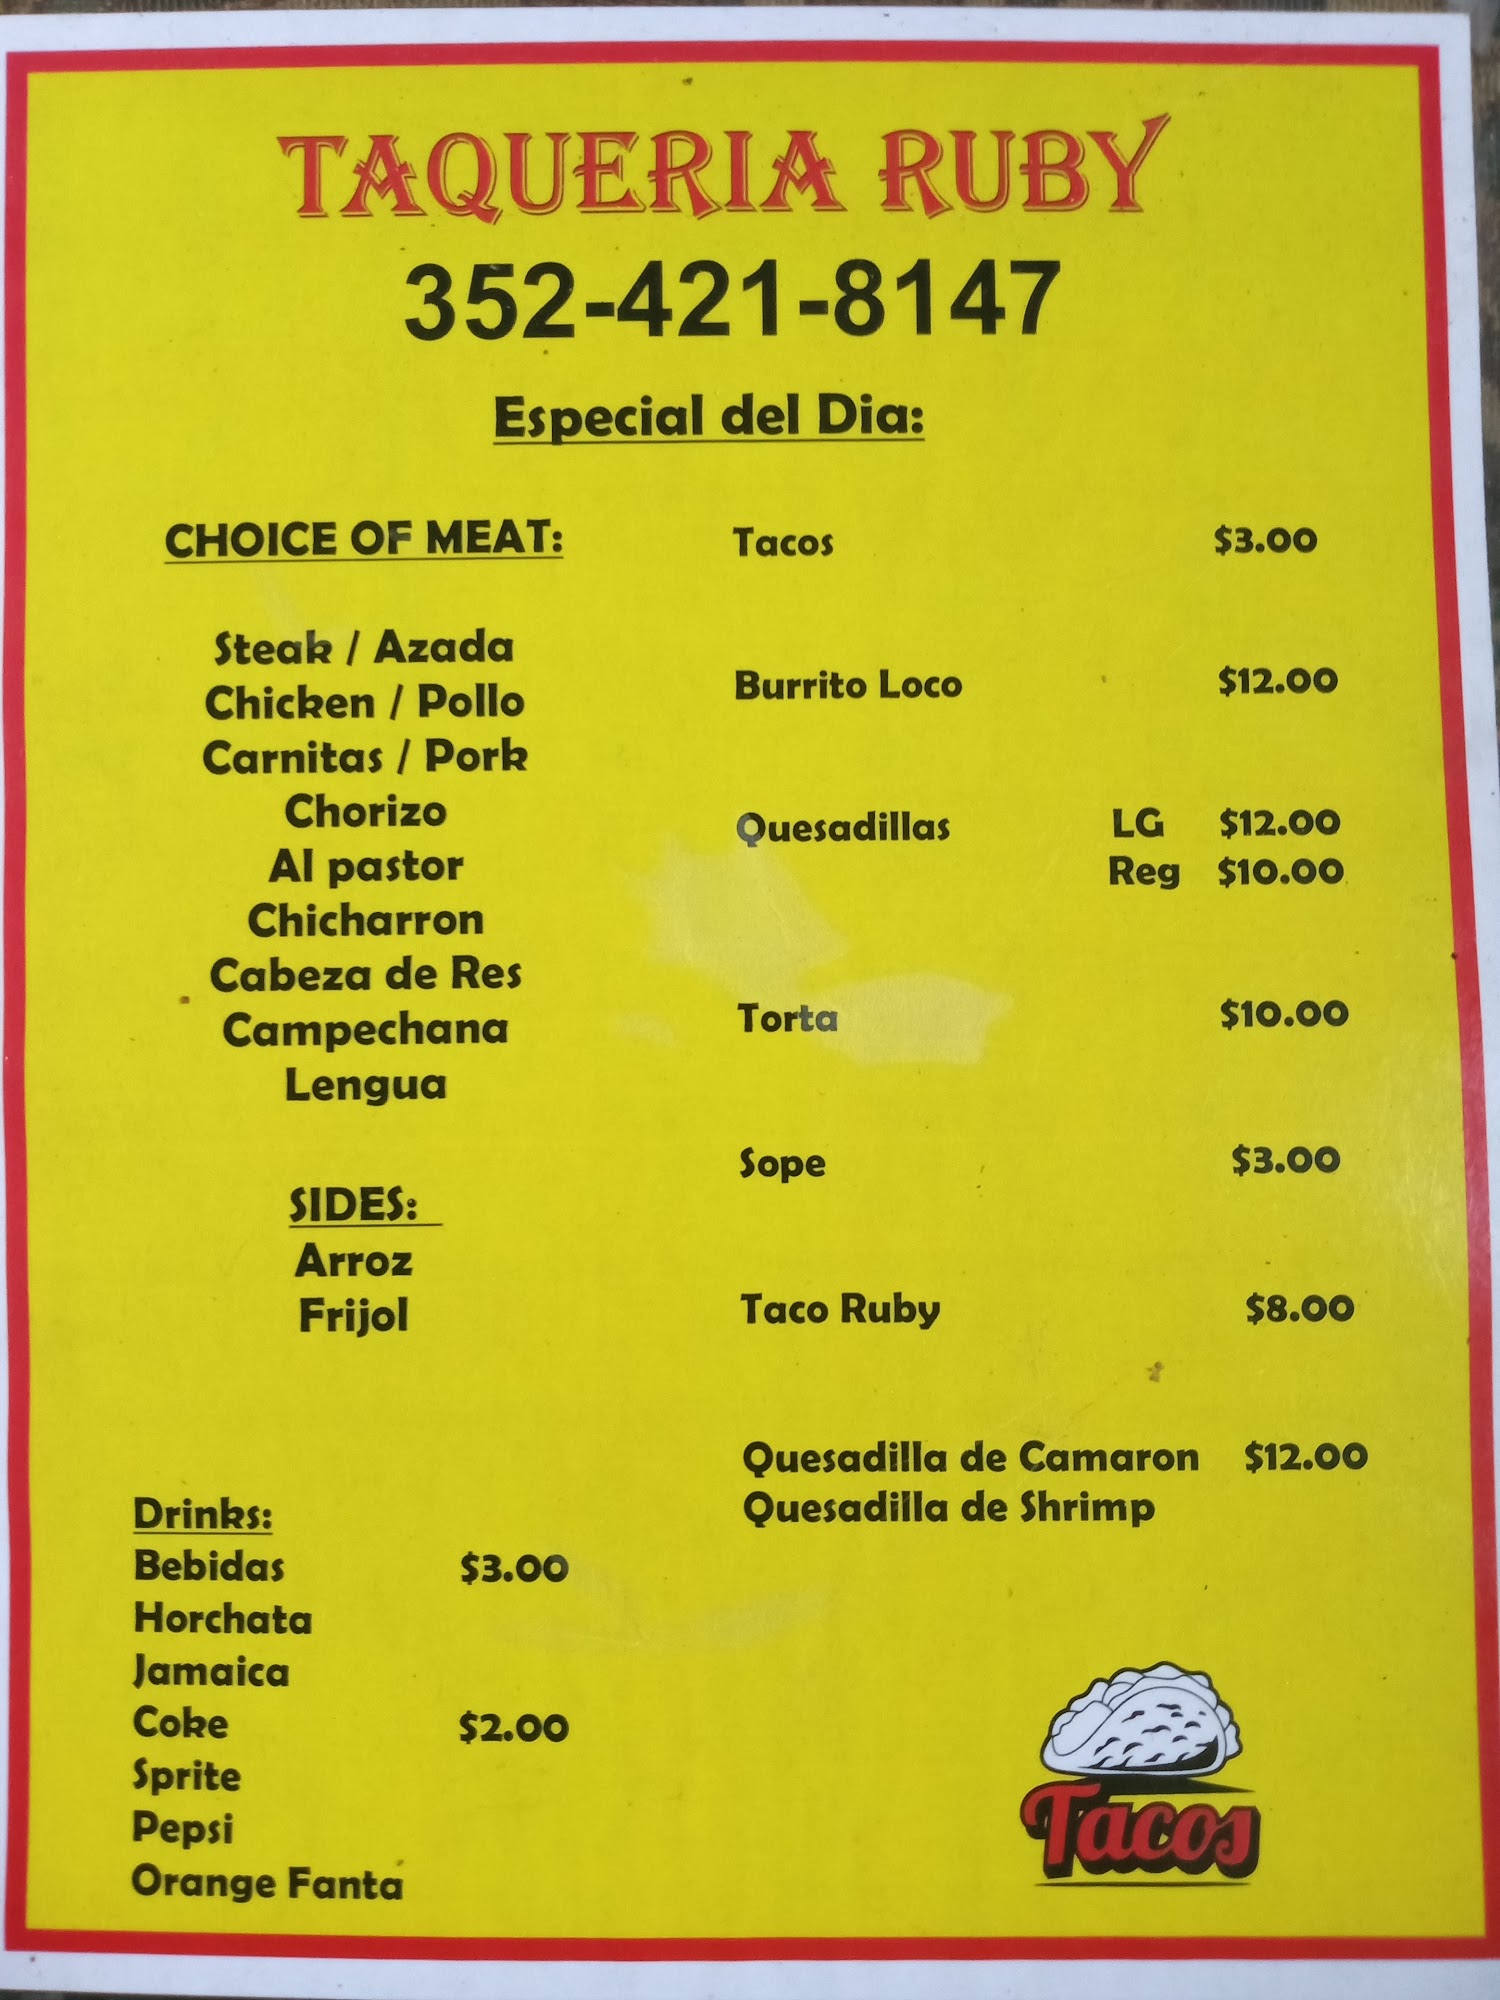 TAQUERIA RUBY
352-421-8147
Especial del Dia:
CHOICE OF MEAT:
Steak / Azada
Chicken / Pollo
Carnitas / Pork
Chorizo
Al pastor
Chicharron
Cabeza de Res
Campechana
Lengua
SIDES:
Arroz
Frijol
Drinks:
Bebidas $3.00
Horchata
Jamaica
Coke $2.00
Sprite
Pepsi
Orange Fanta
Tacos $3.00
Burrito Loco $12.00
Quesadillas LG $12.00
Reg $10.00
Torta $10.00
Sope $3.00
Taco Ruby $8.00
Quesadilla de Camaron $12.00
Quesadilla de Shrimp
Tacos